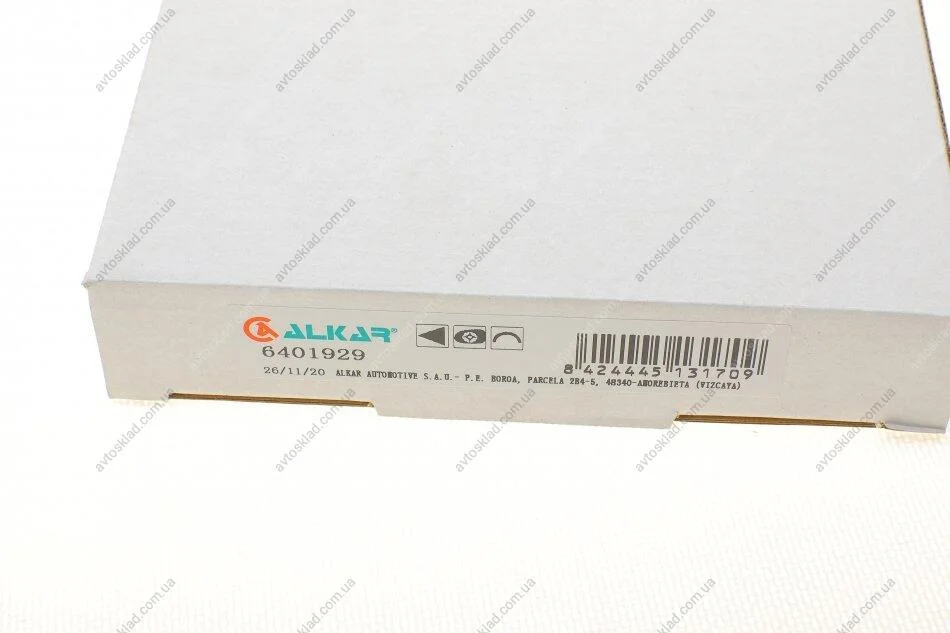 ALKAR®
6401929
8 424445 131709
26/11/20 ALKAR AUTOMOTIVE S.A.U.- P.E. BOROA, PARCELA 2B4-5, 48340-AMOREBIETA (VIZCAYA)
avtosklad.com.ua